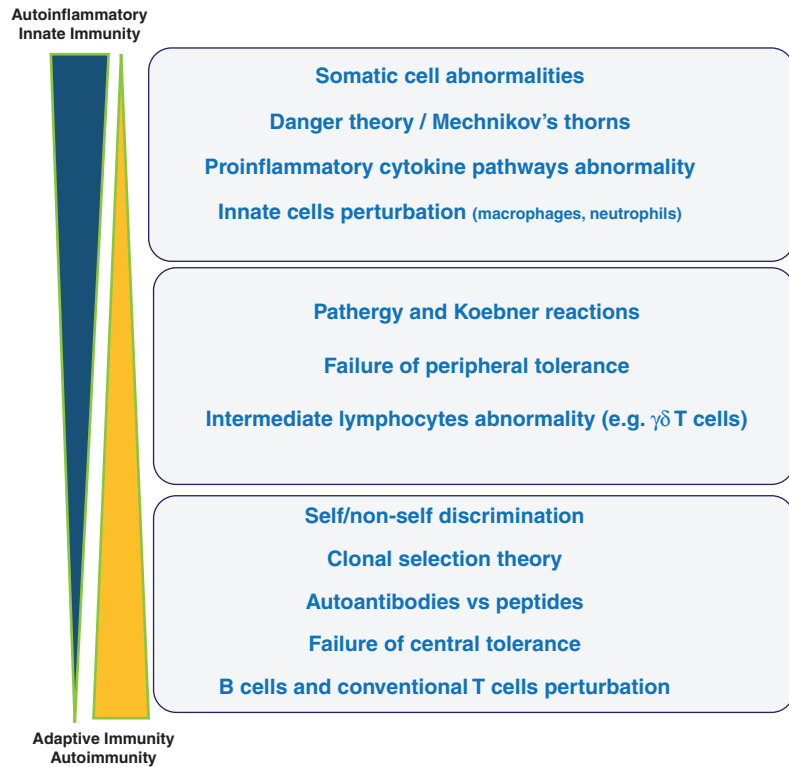 Autoinflammatory
Innate Immunity
Somatic cell abnormalities
Danger theory / Mechnikov's thorns
Proinflammatory cytokine pathways abnormality
Innate cells perturbation (macrophages, neutrophils)
Pathergy and Koebner reactions
Failure of peripheral tolerance
Intermediate lymphocytes abnormality (e.g. γδ T cells)
Self/non-self discrimination
Clonal selection theory
Autoantibodies vs peptides
Failure of central tolerance
B cells and conventional T cells perturbation
Adaptive Immunity
Autoimmunity